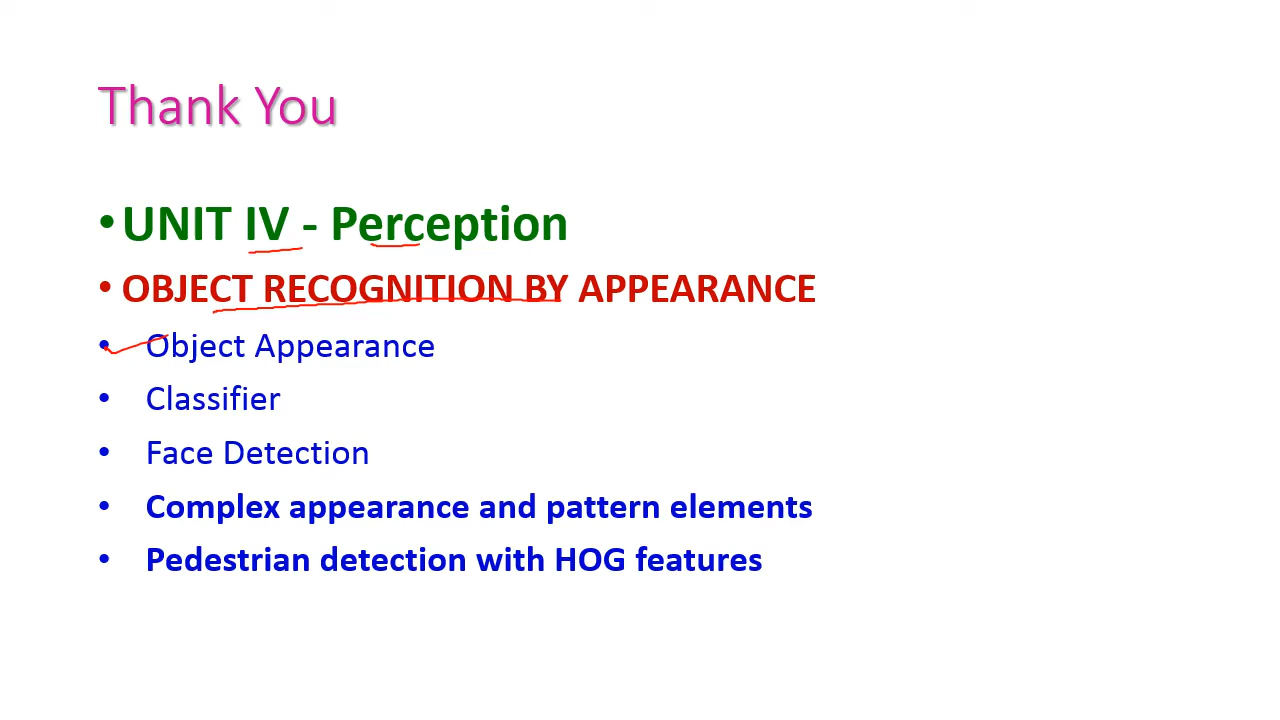 Thank You
•UNIT IV - Perception
• OBJECT RECOGNITION BY APPEARANCE
• Object Appearance
• Classifier
• Face Detection
• Complex appearance and pattern elements
• Pedestrian detection with HOG features